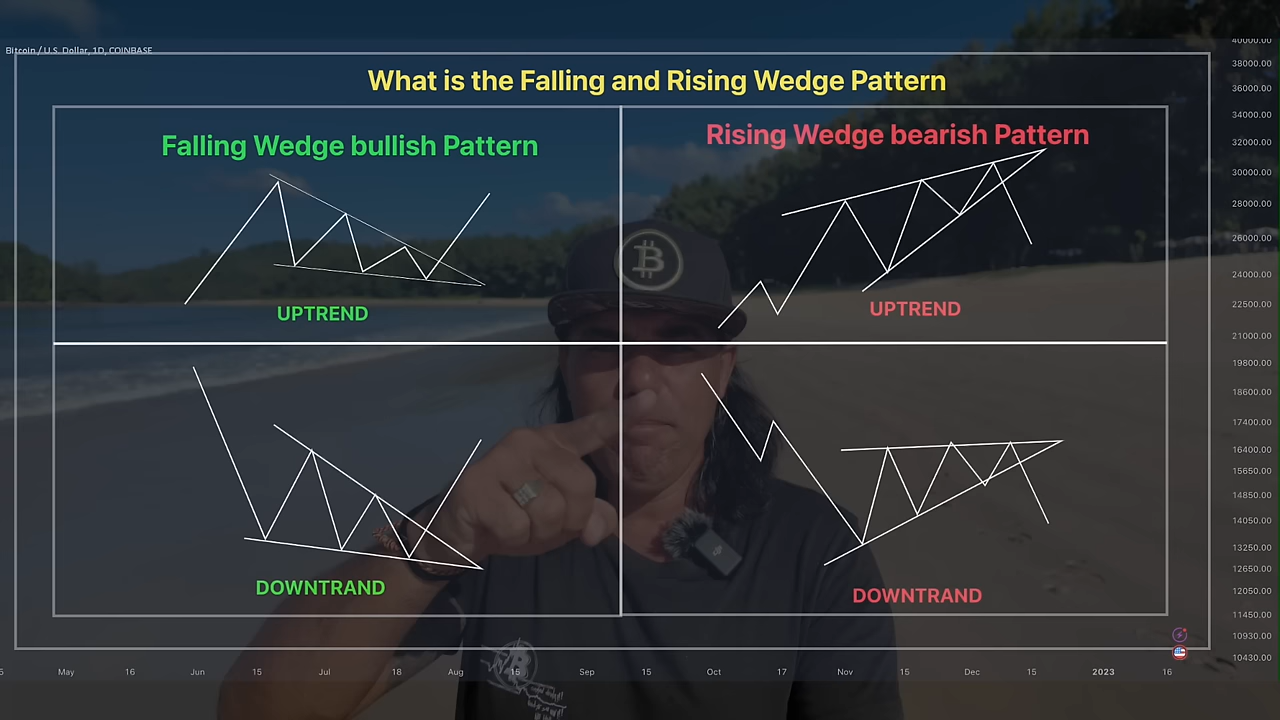 Bitcoin / U.S. Dollar, 1D, COINBASE
What is the Falling and Rising Wedge Pattern
Falling Wedge bullish Pattern
Rising Wedge bearish Pattern
UPTREND
UPTREND
DOWNTRAND
DOWNTRAND
40000.00
38000.00
36000.00
34000.00
32000.00
30000.00
28000.00
26000.00
24000.00
22500.00
21000.00
19800.00
18600.00
17400.00
16400.00
15650.00
14850.00
14050.00
13250.00
12650.00
12050.00
11450.00
10930.00
10430.00
May 16 Jun 15 Jul 18 Aug 15 Sep 15 Oct 17 Nov 15 Dec 15 2023 16